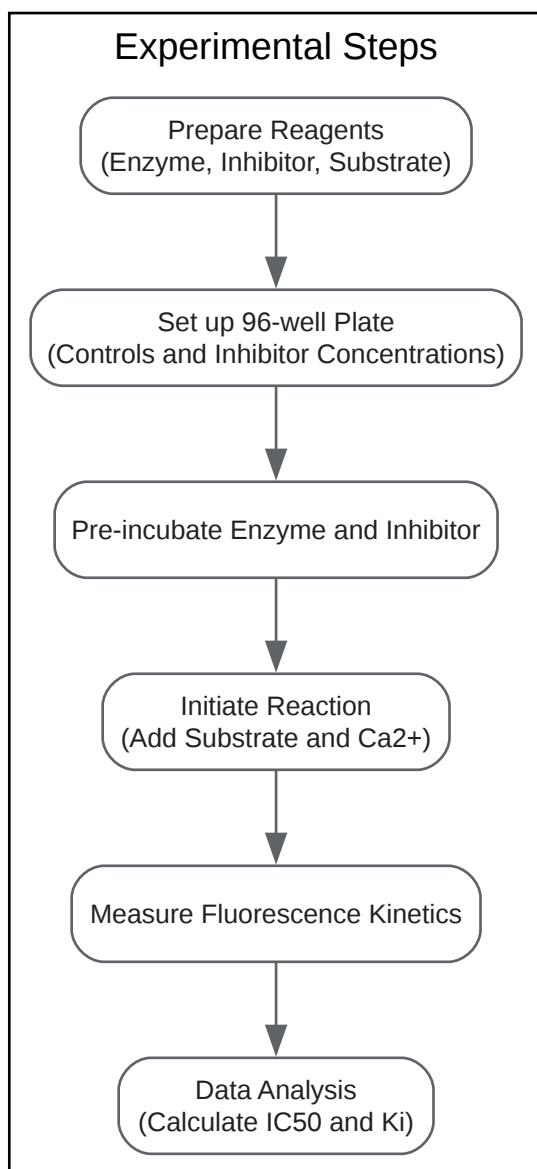 Experimental Steps
Prepare Reagents
(Enzyme, Inhibitor, Substrate)
Set up 96-well Plate
(Controls and Inhibitor Concentrations)
Pre-incubate Enzyme and Inhibitor
Initiate Reaction
(Add Substrate and Ca2+)
Measure Fluorescence Kinetics
Data Analysis
(Calculate IC50 and Ki)